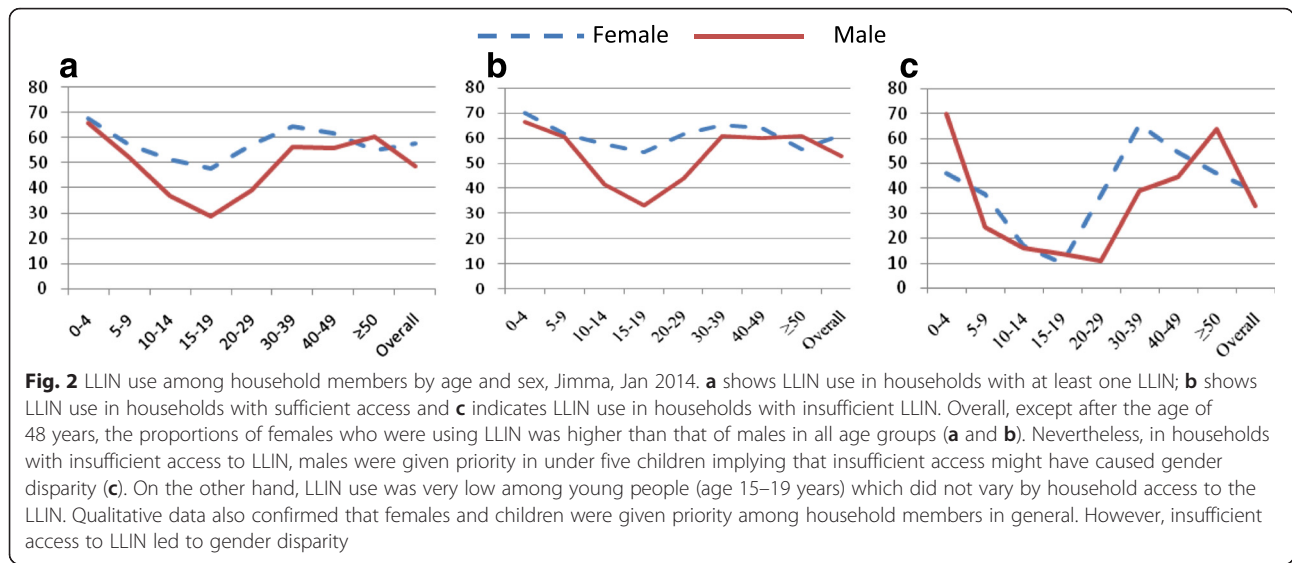 Female Male
a b c
80 80 80
70 70 70
60 60 60
50 50 50
40 40 40
30 30 30
20 20 20
10 10 10
0 0 0
0-4 5-9 10-14 15-19 20-29 30-39 40-49 ≥50 Overall
0-4 5-9 10-14 15-19 20-29 30-39 40-49 ≥50 Overall
0-4 5-9 10-14 15-19 20-29 30-39 40-49 ≥50 Overall
Fig. 2 LLIN use among household members by age and sex, Jimma, Jan 2014. a shows LLIN use in households with at least one LLIN; b shows
LLIN use in households with sufficient access and c indicates LLIN use in households with insufficient LLIN. Overall, except after the age of
48 years, the proportions of females who were using LLIN was higher than that of males in all age groups (a and b). Nevertheless, in households
with insufficient access to LLIN, males were given priority in under five children implying that insufficient access might have caused gender
disparity (c). On the other hand, LLIN use was very low among young people (age 15–19 years) which did not vary by household access to the
LLIN. Qualitative data also confirmed that females and children were given priority among household members in general. However, insufficient
access to LLIN led to gender disparity